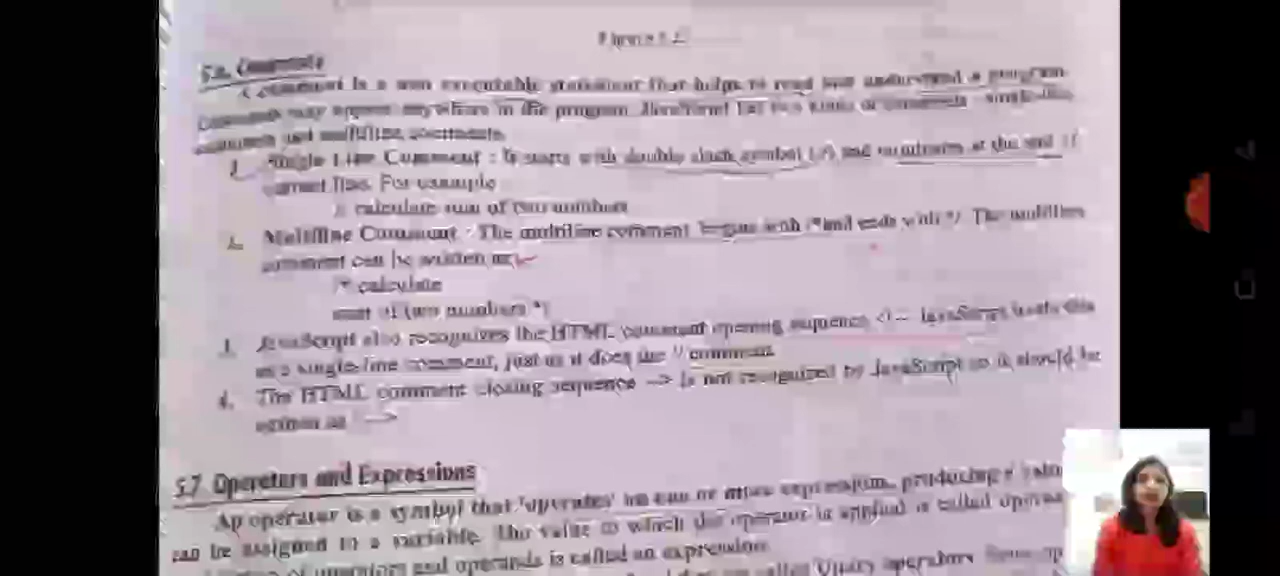 5.6. Comments
A comment is a non executable statement that helps to read and understand a program.
Comments may appear anywhere in the program. JavaScript has two kinds of comments - single-line
comment and multiline comments.
1. Single Line Comment : It starts with double slash symbol (//) and terminates at the end of
current line. For example
// calculate sum of two numbers
2. Multiline Comment : The multiline comment begins with /* and ends with */. The multiline
comment can be written as
/* calculate
sum of two numbers */
3. JavaScript also recognizes the HTML comment opening sequence <!-- JavaScript treats this
as a single-line comment, just as it does the // comment.
4. The HTML comment closing sequence --> is not recognized by JavaScript so it should be
written as -->
5.7. Operators and Expressions
An operator is a symbol that 'operates' on one or more expression, producing a value
can be assigned to a variable. The value to which the operator is applied is called
of operators and operands is called an expression.
called Unary operators